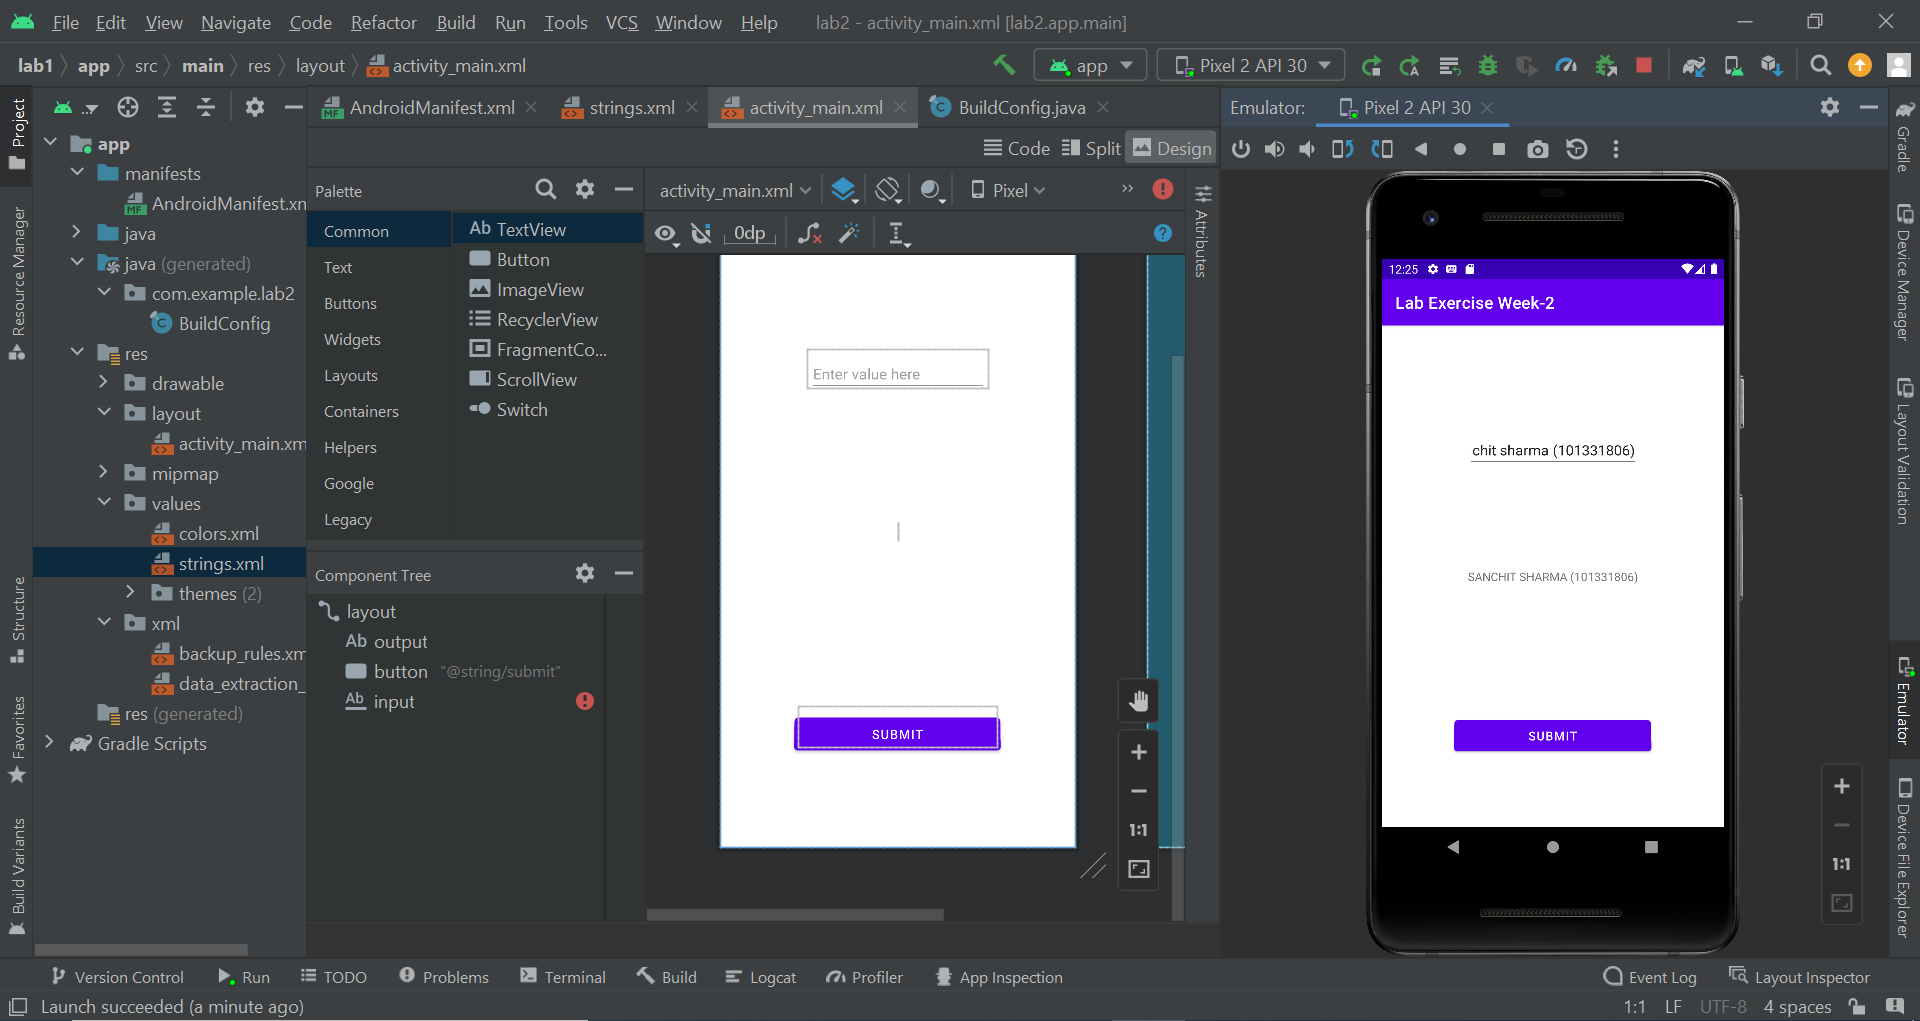 File Edit View Navigate Code Refactor Build Run Tools VCS Window Help lab2 - activity_main.xml [lab2.app.main]
lab1 app src main res layout activity_main.xml app Pixel 2 API 30
AndroidManifest.xml strings.xml activity_main.xml BuildConfig.java
Emulator: Pixel 2 API 30
Code Split Design
Project
Resource Manager
Structure
Favorites
Build Variants
app
manifests
AndroidManifest.xm
java
java (generated)
com.example.lab2
BuildConfig
res
drawable
layout
activity_main.xm
mipmap
values
colors.xml
strings.xml
themes (2)
xml
backup_rules.xm
data_extraction_
res (generated)
Gradle Scripts
Palette
Common
Text
Buttons
Widgets
Layouts
Containers
Helpers
Google
Legacy
Ab TextView
Button
ImageView
RecyclerView
FragmentCo...
ScrollView
Switch
Component Tree
layout
Ab output
button "@string/submit"
Ab input
activity_main.xml Pixel »
0dp
Enter value here
SUBMIT
1:1
Attributes
12:25
Lab Exercise Week-2
chit sharma (101331806)
SANCHIT SHARMA (101331806)
SUBMIT
1:1
Gradle
Device Manager
Layout Validation
Emulator
Device File Explorer
Version Control Run TODO Problems Terminal Build Logcat Profiler App Inspection Event Log Layout Inspector
Launch succeeded (a minute ago) 1:1 LF UTF-8 4 spaces